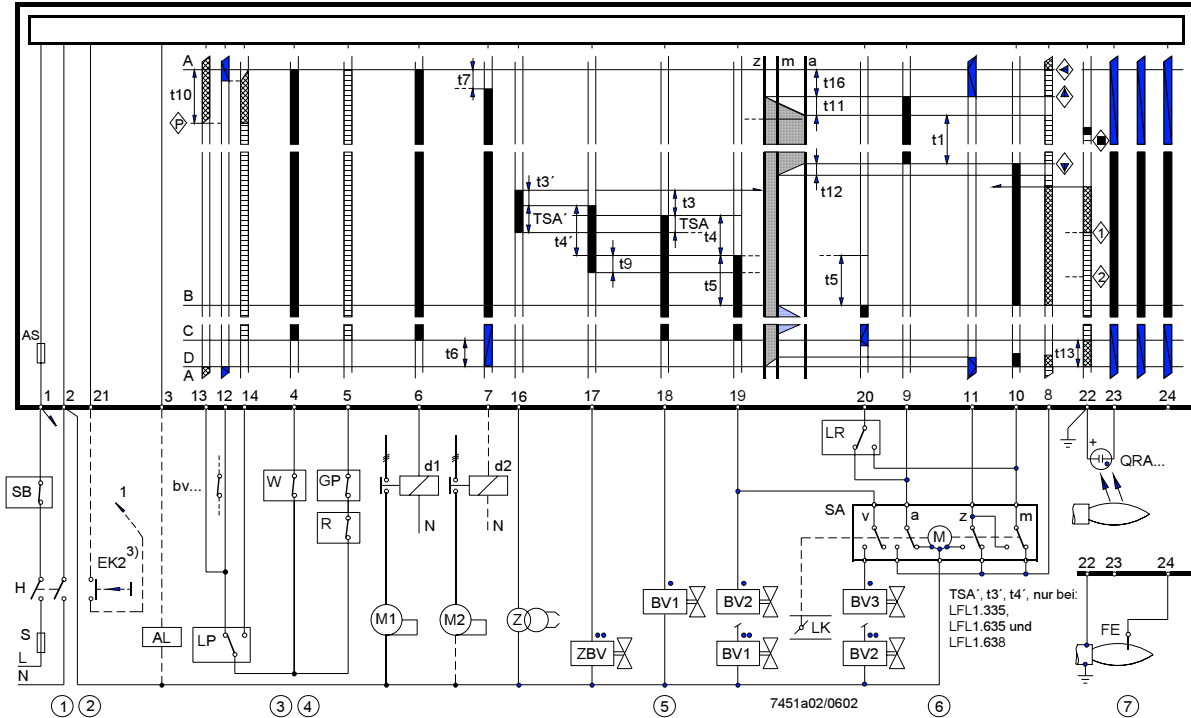 A
t7
z
m
a
t16
t10
t11
P
t1
t12
t3´
t3
TSA´
TSA
t4´
t4
t9
t5
t5
1
2
B
C
AS
t6
t13
D
A
1 2 21 3 13 12 14 4 5 6 7 16 17 18 19 20 9 11 10 8 22 23 24
LR
+
QRA...
bv...
W
GP
d1
d2
SB
1
R
N
N
SA
v
a
z
m
M
EK2 3)
22 23 24
H
BV1
BV2
BV3
TSA´, t3´, t4´, nur bei:
LFL1.335,
LFL1.635 und
LFL1.638
M1
M2
Z
LK
FE
S
AL
LP
ZBV
BV1
BV2
L
N
7451a02/0602
1 2 3 4 5 6 7